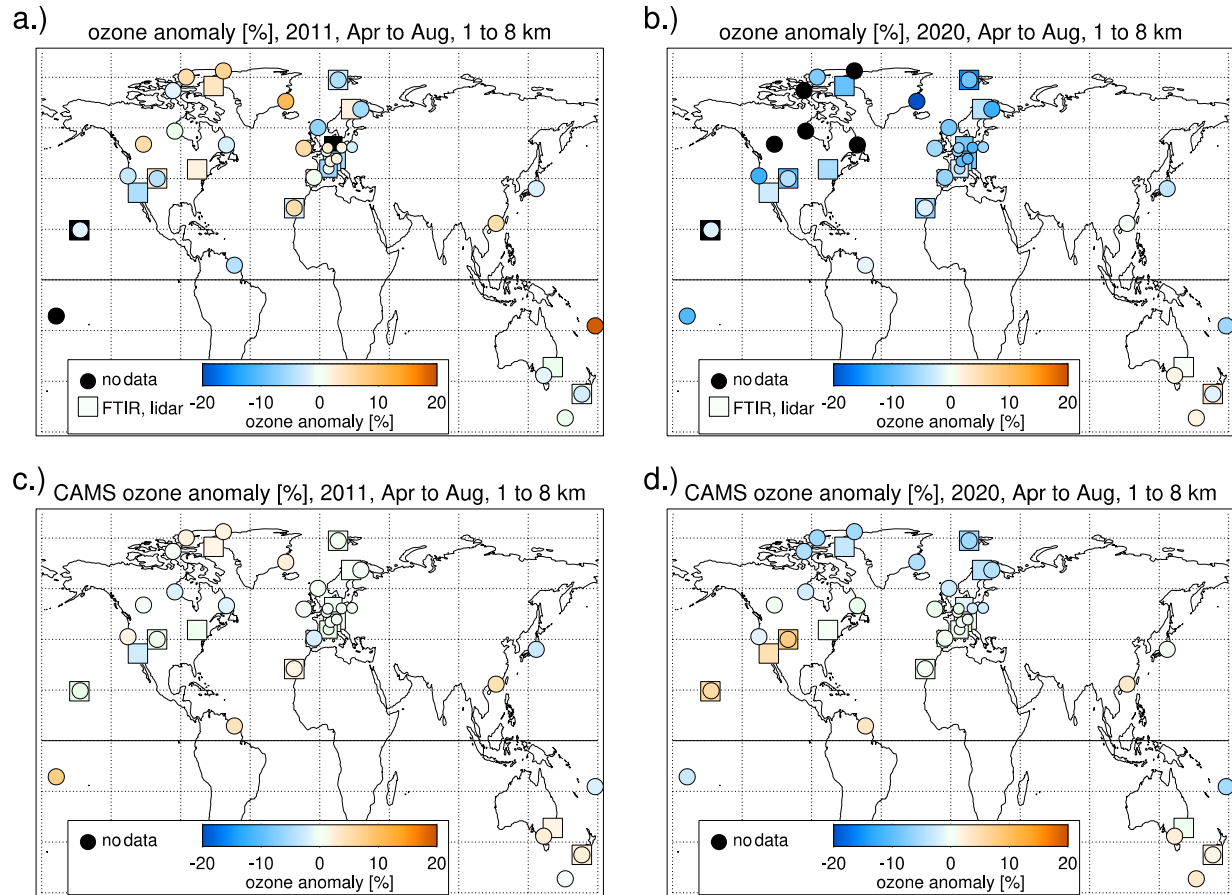 a.)
ozone anomaly [%], 2011, Apr to Aug, 1 to 8 km
no data
FTIR, lidar
-20 -10 0 10 20
ozone anomaly [%]
b.)
ozone anomaly [%], 2020, Apr to Aug, 1 to 8 km
no data
FTIR, lidar
-20 -10 0 10 20
ozone anomaly [%]
c.)
CAMS ozone anomaly [%], 2011, Apr to Aug, 1 to 8 km
no data
-20 -10 0 10 20
ozone anomaly [%]
d.)
CAMS ozone anomaly [%], 2020, Apr to Aug, 1 to 8 km
no data
-20 -10 0 10 20
ozone anomaly [%]